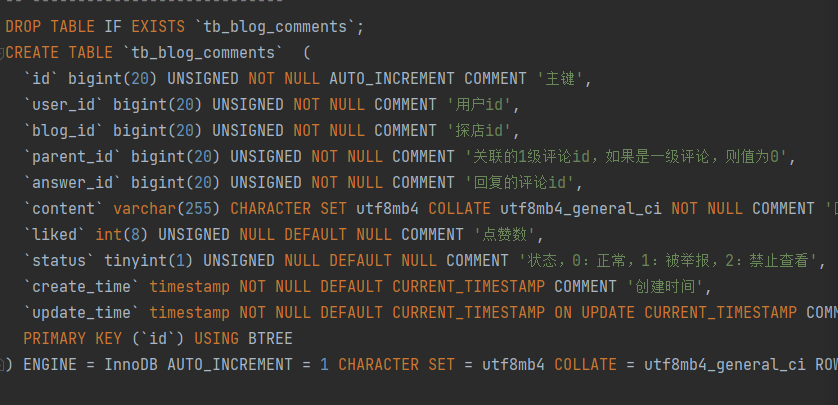 -- ----------------------------
DROP TABLE IF EXISTS `tb_blog_comments`;
CREATE TABLE `tb_blog_comments`  (
  `id` bigint(20) UNSIGNED NOT NULL AUTO_INCREMENT COMMENT '主键',
  `user_id` bigint(20) UNSIGNED NOT NULL COMMENT '用户id',
  `blog_id` bigint(20) UNSIGNED NOT NULL COMMENT '探店id',
  `parent_id` bigint(20) UNSIGNED NOT NULL COMMENT '关联的1级评论id，如果是一级评论，则值为0',
  `answer_id` bigint(20) UNSIGNED NOT NULL COMMENT '回复的评论id',
  `content` varchar(255) CHARACTER SET utf8mb4 COLLATE utf8mb4_general_ci NOT NULL COMMENT '
  `liked` int(8) UNSIGNED NULL DEFAULT NULL COMMENT '点赞数',
  `status` tinyint(1) UNSIGNED NULL DEFAULT NULL COMMENT '状态，0：正常，1：被举报，2：禁止查看',
  `create_time` timestamp NOT NULL DEFAULT CURRENT_TIMESTAMP COMMENT '创建时间',
  `update_time` timestamp NOT NULL DEFAULT CURRENT_TIMESTAMP ON UPDATE CURRENT_TIMESTAMP COM
  PRIMARY KEY (`id`) USING BTREE
) ENGINE = InnoDB AUTO_INCREMENT = 1 CHARACTER SET = utf8mb4 COLLATE = utf8mb4_general_ci ROW